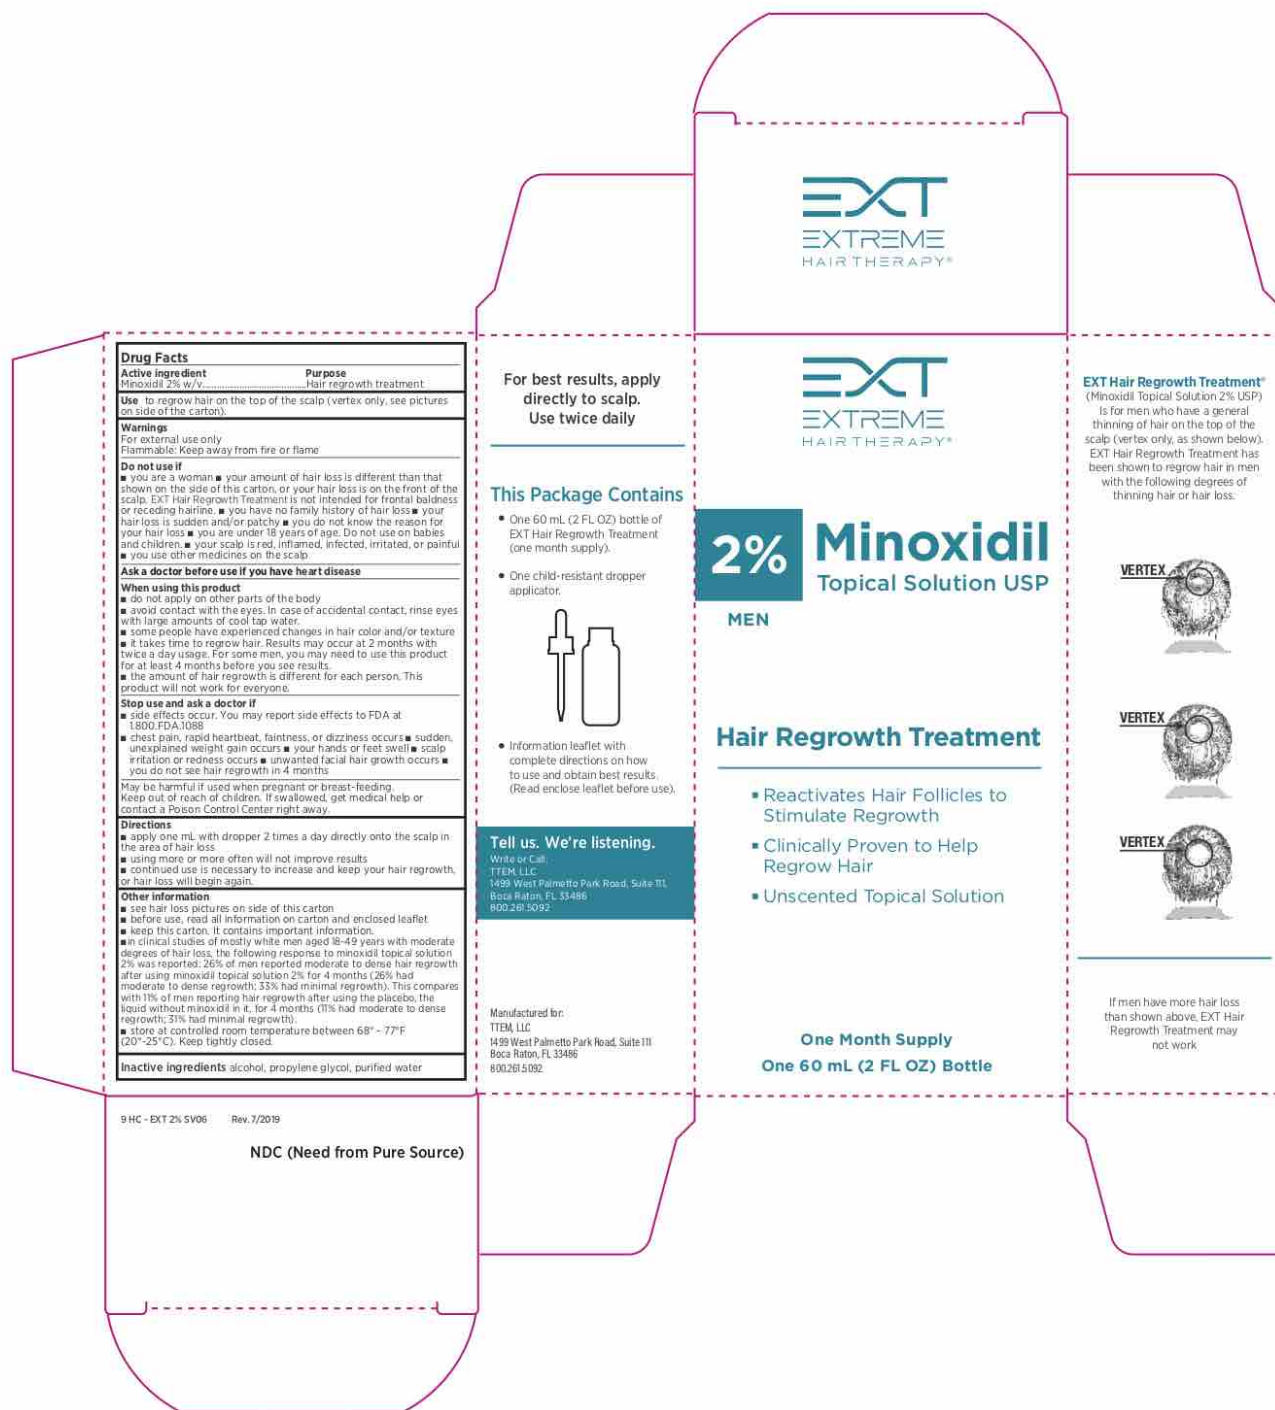 EXT
EXTREME
HAIR THERAPY®
Drug Facts
Active ingredient Purpose
Minoxidil 2% w/v..........................................Hair regrowth treatment
Use to regrow hair on the top of the scalp (vertex only, see pictures
on side of the carton).
Warnings
For external use only
Flammable: Keep away from fire or flame
Do not use if
■ you are a woman ■ your amount of hair loss is different than that
shown on the side of this carton, or your hair loss is on the front of the
scalp. EXT Hair Regrowth Treatment is not intended for frontal baldness
or receding hairline. ■ you have no family history of hair loss ■ your
hair loss is sudden and/or patchy ■ you do not know the reason for
your hair loss ■ you are under 18 years of age. Do not use on babies
and children. ■ your scalp is red, inflamed, infected, irritated, or painful
■ you use other medicines on the scalp
Ask a doctor before use if you have heart disease
When using this product
■ do not apply on other parts of the body
■ avoid contact with the eyes. In case of accidental contact, rinse eyes
with large amounts of cool tap water.
■ some people have experienced changes in hair color and/or texture
■ it takes time to regrow hair. Results may occur at 2 months with
twice a day usage. For some men, you may need to use this product
for at least 4 months before you see results.
■ the amount of hair regrowth is different for each person. This
product will not work for everyone.
Stop use and ask a doctor if
■ side effects occur. You may report side effects to FDA at
1.800.FDA.1088
■ chest pain, rapid heartbeat, faintness, or dizziness occurs ■ sudden,
unexplained weight gain occurs ■ your hands or feet swell ■ scalp
irritation or redness occurs ■ unwanted facial hair growth occurs ■
you do not see hair regrowth in 4 months
May be harmful if used when pregnant or breast-feeding.
Keep out of reach of children. If swallowed, get medical help or
contact a Poison Control Center right away.
Directions
■ apply one mL with dropper 2 times a day directly onto the scalp in
the area of hair loss
■ using more or more often will not improve results
■ continued use is necessary to increase and keep your hair regrowth,
or hair loss will begin again.
Other information
■ see hair loss pictures on side of this carton
■ before use, read all information on carton and enclosed leaflet
■ keep this carton. It contains important information.
■ in clinical studies of mostly white men aged 18-49 years with moderate
degrees of hair loss, the following response to minoxidil topical solution
2% was reported: 26% of men reported moderate to dense hair regrowth
after using minoxidil topical solution 2% for 4 months (26% had
moderate to dense regrowth; 33% had minimal regrowth). This compares
with 11% of men reporting hair regrowth after using the placebo, the
liquid without minoxidil in it, for 4 months (11% had moderate to dense
regrowth; 31% had minimal regrowth).
■ store at controlled room temperature between 68° - 77°F
(20°-25°C). Keep tightly closed.
Inactive ingredients alcohol, propylene glycol, purified water
9 HC - EXT 2% SV06 Rev. 7/2019
NDC (Need from Pure Source)
For best results, apply
directly to scalp.
Use twice daily
This Package Contains
● One 60 mL (2 FL OZ) bottle of
EXT Hair Regrowth Treatment
(one month supply).
● One child-resistant dropper
applicator.
● Information leaflet with
complete directions on how
to use and obtain best results.
(Read enclose leaflet before use).
Tell us. We're listening.
Write or Call:
TTEM, LLC
1499 West Palmetto Park Road, Suite 111,
Boca Raton, FL 33486
800.261.5092
Manufactured for:
TTEM, LLC
1499 West Palmetto Park Road, Suite 111
Boca Raton, FL 33486
800.261.5092
EXT
EXTREME
HAIR THERAPY®
2% Minoxidil
Topical Solution USP
MEN
Hair Regrowth Treatment
▪ Reactivates Hair Follicles to
Stimulate Regrowth
▪ Clinically Proven to Help
Regrow Hair
▪ Unscented Topical Solution
One Month Supply
One 60 mL (2 FL OZ) Bottle
EXT Hair Regrowth Treatment®
(Minoxidil Topical Solution 2% USP)
Is for men who have a general
thinning of hair on the top of the
scalp (vertex only, as shown below).
EXT Hair Regrowth Treatment has
been shown to regrow hair in men
with the following degrees of
thinning hair or hair loss.
VERTEX
VERTEX
VERTEX
If men have more hair loss
than shown above, EXT Hair
Regrowth Treatment may
not work